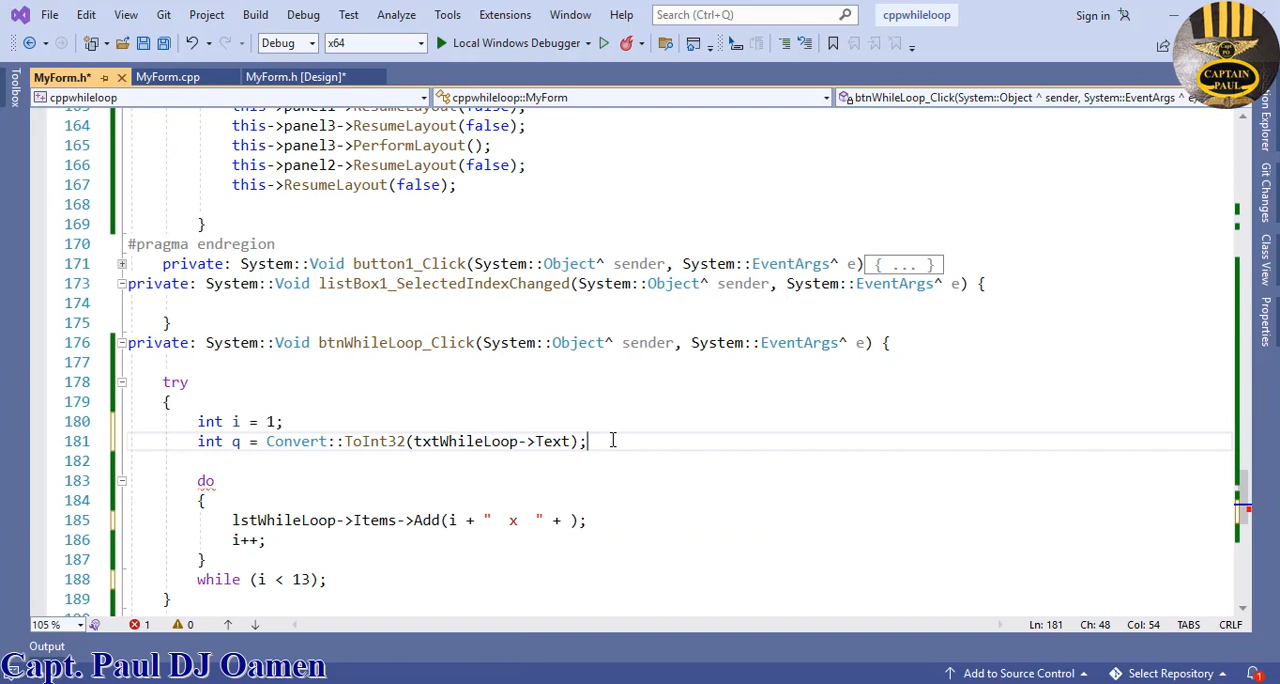 File Edit View Git Project Build Debug Test Analyze Tools Extensions Window Help Search (Ctrl+Q) cppwhileloop Sign in
Debug x64 Local Windows Debugger
MyForm.h* MyForm.cpp MyForm.h [Design]*
cppwhileloop cppwhileloop::MyForm btnWhileLoop_Click(System::Object^ sender, System::EventArgs^ e)
Toolbox
CAPTAIN
PAUL
Git Changes
Class View
Properties
164 this->panel3->ResumeLayout(false);
165 this->panel3->PerformLayout();
166 this->panel2->ResumeLayout(false);
167 this->ResumeLayout(false);
168
169 }
170 #pragma endregion
171 private: System::Void button1_Click(System::Object^ sender, System::EventArgs^ e){ ... }
173 private: System::Void listBox1_SelectedIndexChanged(System::Object^ sender, System::EventArgs^ e) {
174
175 }
176 private: System::Void btnWhileLoop_Click(System::Object^ sender, System::EventArgs^ e) {
177
178 try
179 {
180 int i = 1;
181 int q = Convert::ToInt32(txtWhileLoop->Text);
182
183 do
184 {
185 lstWhileLoop->Items->Add(i + "  x  " + );
186 i++;
187 }
188 while (i < 13);
189 }
105 % 1 0 Ln: 181 Ch: 48 Col: 54 TABS CRLF
Output
Capt. Paul DJ Oamen
Add to Source Control Select Repository 1